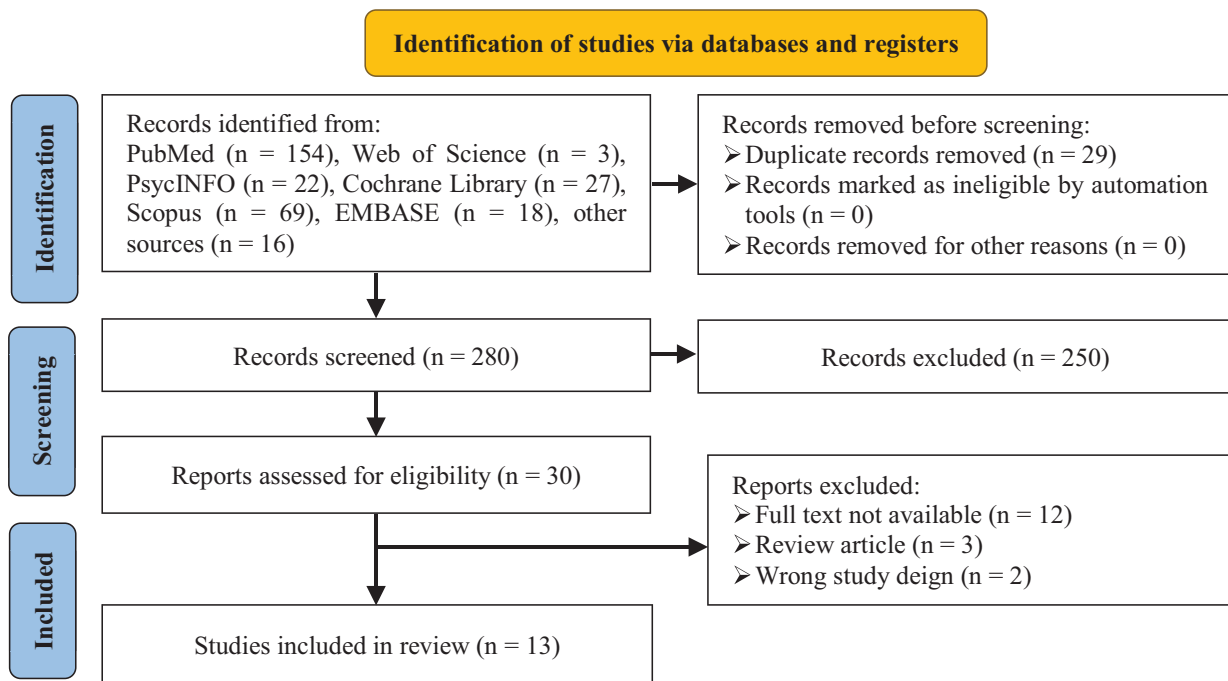 Identification of studies via databases and registers
Identification
Records identified from:
PubMed (n = 154), Web of Science (n = 3),
PsycINFO (n = 22), Cochrane Library (n = 27),
Scopus (n = 69), EMBASE (n = 18), other
sources (n = 16)
Records removed before screening:
➢Duplicate records removed (n = 29)
➢Records marked as ineligible by automation
tools (n = 0)
➢Records removed for other reasons (n = 0)
Screening
Records screened (n = 280)
Records excluded (n = 250)
Reports assessed for eligibility (n = 30)
Reports excluded:
➢Full text not available (n = 12)
➢Review article (n = 3)
➢Wrong study deign (n = 2)
Included
Studies included in review (n = 13)